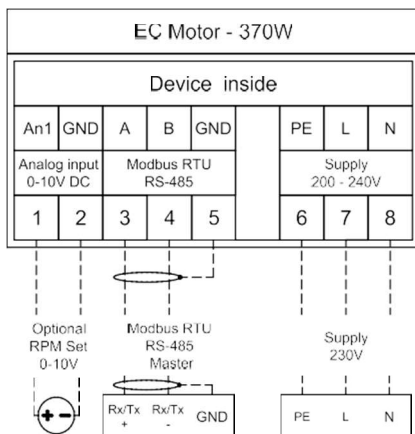 EC Motor - 370W
Device inside
An1 GND A B GND PE L N
Analog input Modbus RTU Supply
0-10V DC RS-485 200 - 240V
1 2 3 4 5 6 7 8
Optional Modbus RTU Supply
RPM Set RS-485 230V
0-10V Master
Rx/Tx Rx/Tx GND PE L N
+ - + -